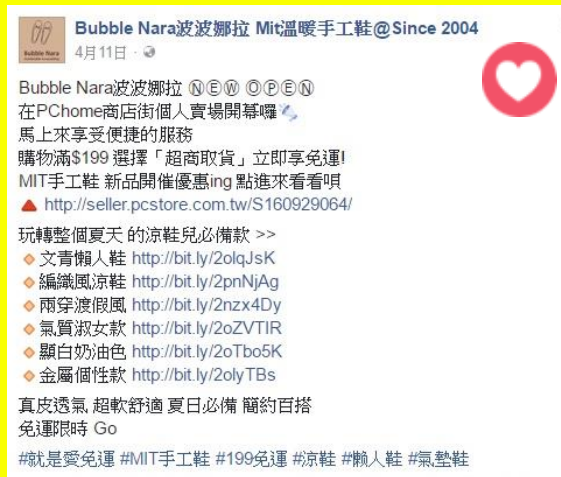 Bubble Nara波波娜拉 Mit溫暖手工鞋@Since 2004
Bubble Nara
4月11日
Bubble Nara波波娜拉 ⓃⒺⓌ ⓄⓅⒺⓃ
在PChome商店街個人賣場開幕囉
馬上來享受便捷的服務
購物滿$199 選擇「超商取貨」立即享免運!
MIT手工鞋 新品開催優惠ing 點進來看看唄
http://seller.pcstore.com.tw/S160929064/
玩轉整個夏天 的涼鞋兒必備款 >>
文青懶人鞋 http://bit.ly/2olqJsK
編織風涼鞋 http://bit.ly/2pnNjAg
兩穿渡假風 http://bit.ly/2nzx4Dy
氣質淑女款 http://bit.ly/2oZVTIR
顯白奶油色 http://bit.ly/2oTbo5K
金屬個性款 http://bit.ly/2olyTBs
真皮透氣 超軟舒適 夏日必備 簡約百搭
免運限時 Go
#就是愛免運 #MIT手工鞋 #199免運 #涼鞋 #懶人鞋 #氣墊鞋